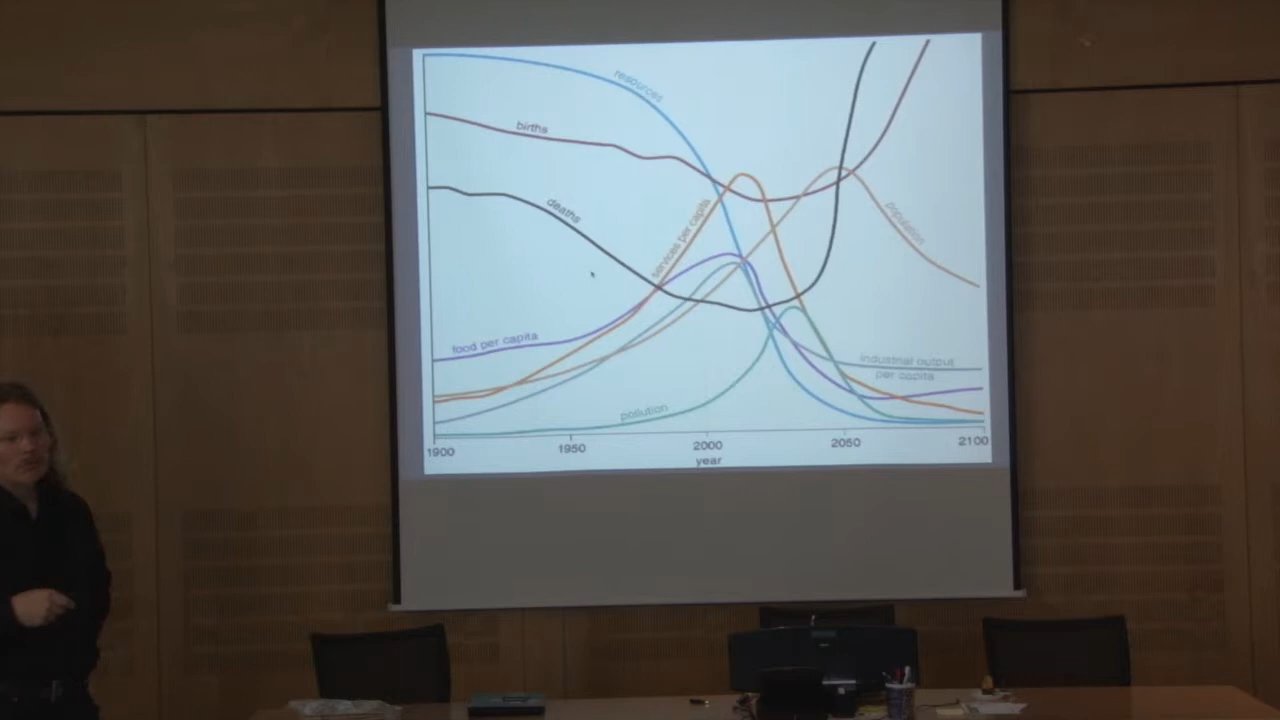 resources
births
deaths
services per capita
population
food per capita
industrial output
per capita
pollution
1900
1950
2000
2050
2100
year